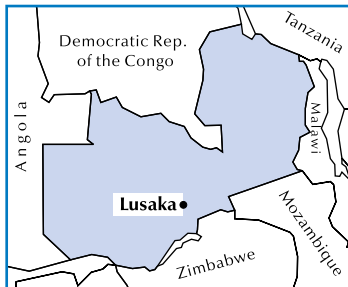 Tanzania
Democratic Rep.
of the Congo
Angola
Malawi
Lusaka
Mozambique
Zimbabwe